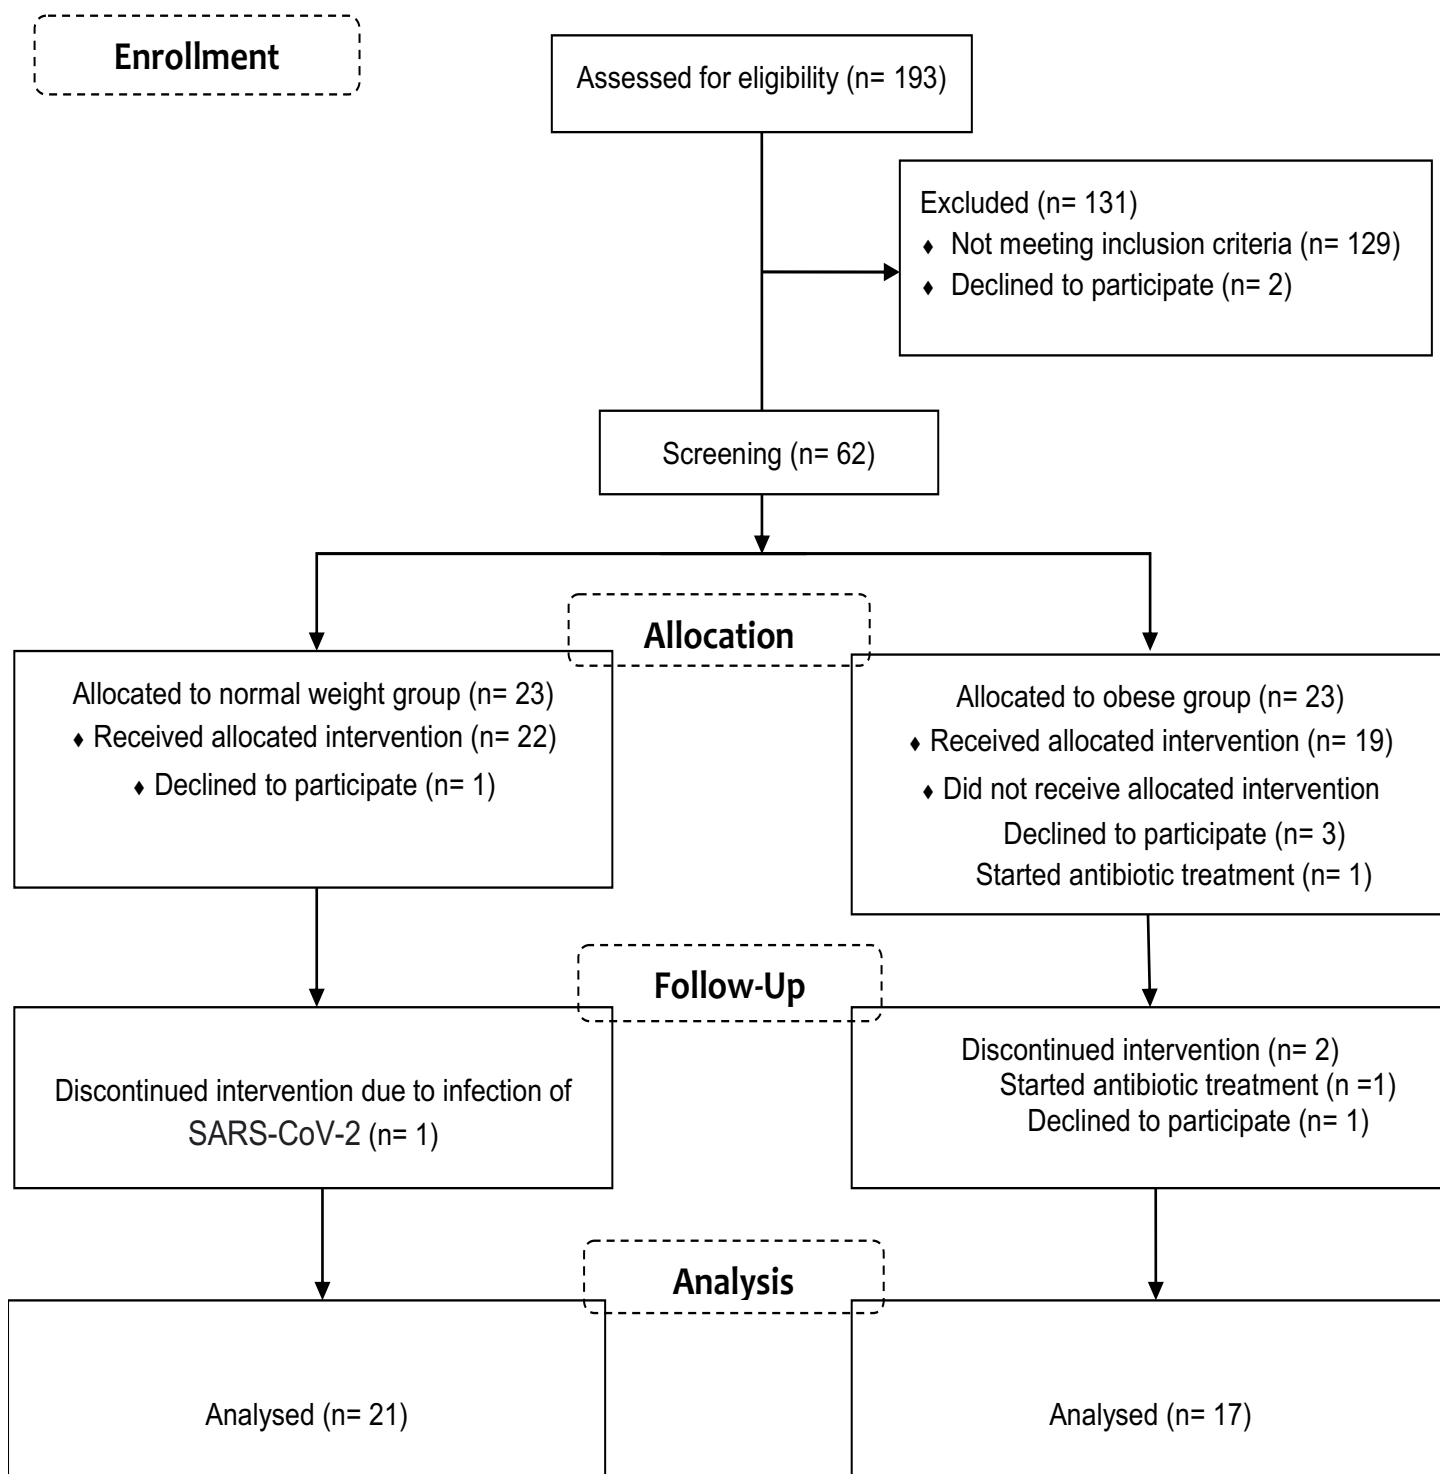 Enrollment
Assessed for eligibility (n= 193)
Excluded (n= 131)
♦ Not meeting inclusion criteria (n= 129)
♦ Declined to participate (n= 2)
Screening (n= 62)
Allocation
Allocated to normal weight group (n= 23)
♦ Received allocated intervention (n= 22)
♦ Declined to participate (n= 1)
Allocated to obese group (n= 23)
♦ Received allocated intervention (n= 19)
♦ Did not receive allocated intervention
Declined to participate (n= 3)
Started antibiotic treatment (n= 1)
Follow-Up
Discontinued intervention due to infection of
SARS-CoV-2 (n= 1)
Discontinued intervention (n= 2)
Started antibiotic treatment (n =1)
Declined to participate (n= 1)
Analysis
Analysed (n= 21)
Analysed (n= 17)